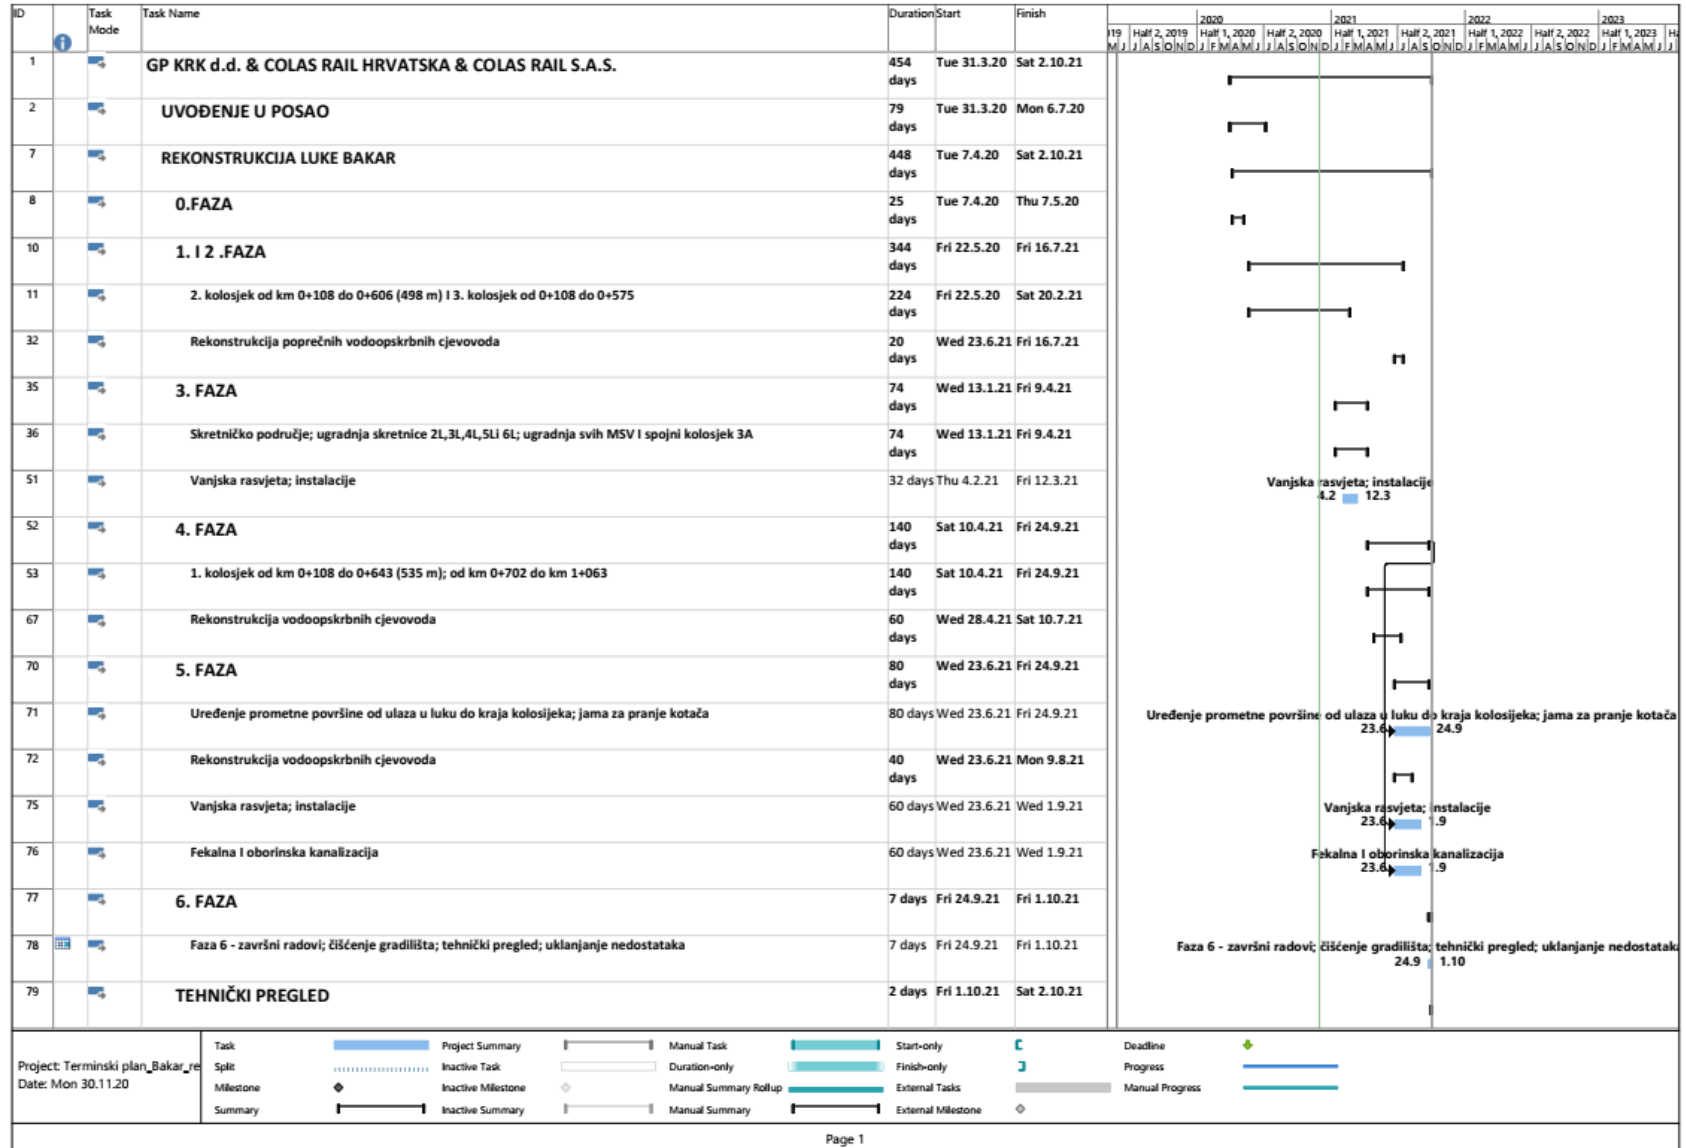 ID Task Mode Task Name Duration Start Finish
2020 2021 2022 2023
119 Half 2, 2019 Half 1, 2020 Half 2, 2020 Half 1, 2021 Half 2, 2021 Half 1, 2022 Half 2, 2022 Half 1, 2023 Ha
M J J A S O N D J F M A M J J A S O N D J F M A M J J A S O N D J F M A M J J A S O N D J F M A M J J
1 GP KRK d.d. & COLAS RAIL HRVATSKA & COLAS RAIL S.A.S. 454 days Tue 31.3.20 Sat 2.10.21
2 UVOĐENJE U POSAO 79 days Tue 31.3.20 Mon 6.7.20
7 REKONSTRUKCIJA LUKE BAKAR 448 days Tue 7.4.20 Sat 2.10.21
8 0.FAZA 25 days Tue 7.4.20 Thu 7.5.20
10 1. I 2 .FAZA 344 days Fri 22.5.20 Fri 16.7.21
11 2. kolosjek od km 0+108 do 0+606 (498 m) I 3. kolosjek od 0+108 do 0+575 224 days Fri 22.5.20 Sat 20.2.21
32 Rekonstrukcija poprečnih vodoopskrbnih cjevovoda 20 days Wed 23.6.21 Fri 16.7.21
35 3. FAZA 74 days Wed 13.1.21 Fri 9.4.21
36 Skretničko područje; ugradnja skretnice 2L,3L,4L,5Li 6L; ugradnja svih MSV I spojni kolosjek 3A 74 days Wed 13.1.21 Fri 9.4.21
51 Vanjska rasvjeta; instalacije 32 days Thu 4.2.21 Fri 12.3.21
Vanjska rasvjeta; instalacije
4.2 12.3
52 4. FAZA 140 days Sat 10.4.21 Fri 24.9.21
53 1. kolosjek od km 0+108 do 0+643 (535 m); od km 0+702 do km 1+063 140 days Sat 10.4.21 Fri 24.9.21
67 Rekonstrukcija vodoopskrbnih cjevovoda 60 days Wed 28.4.21 Sat 10.7.21
70 5. FAZA 80 days Wed 23.6.21 Fri 24.9.21
71 Uređenje prometne površine od ulaza u luku do kraja kolosijeka; jama za pranje kotača 80 days Wed 23.6.21 Fri 24.9.21
Uređenje prometne površine od ulaza u luku do kraja kolosijeka; jama za pranje kotača
23.6 24.9
72 Rekonstrukcija vodoopskrbnih cjevovoda 40 days Wed 23.6.21 Mon 9.8.21
75 Vanjska rasvjeta; instalacije 60 days Wed 23.6.21 Wed 1.9.21
Vanjska rasvjeta; instalacije
23.6 1.9
76 Fekalna I oborinska kanalizacija 60 days Wed 23.6.21 Wed 1.9.21
Fekalna I oborinska kanalizacija
23.6 1.9
77 6. FAZA 7 days Fri 24.9.21 Fri 1.10.21
78 Faza 6 - završni radovi; čišćenje gradilišta; tehnički pregled; uklanjanje nedostataka 7 days Fri 24.9.21 Fri 1.10.21
Faza 6 - završni radovi; čišćenje gradilišta; tehnički pregled; uklanjanje nedostataka
24.9 1.10
79 TEHNIČKI PREGLED 2 days Fri 1.10.21 Sat 2.10.21
Project: Terminski plan_Bakar_re
Date: Mon 30.11.20
Task Project Summary Manual Task Start-only Deadline
Split Inactive Task Duration-only Finish-only Progress
Milestone Inactive Milestone Manual Summary Rollup External Tasks Manual Progress
Summary Inactive Summary Manual Summary External Milestone
Page 1